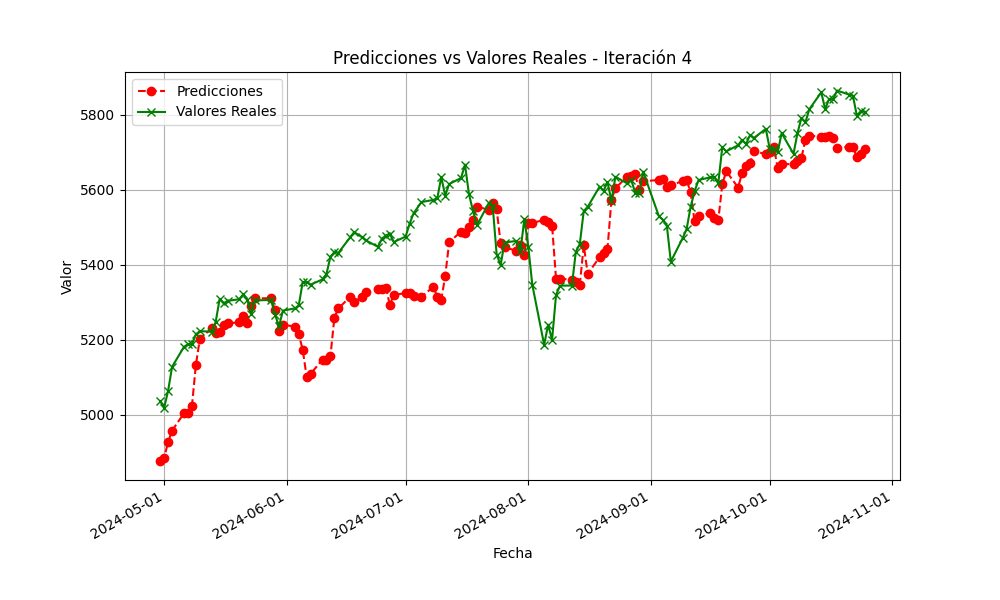 Predicciones vs Valores Reales - Iteración 4
Predicciones
Valores Reales
Valor
5800
5600
5400
5200
5000
2024-05-01
2024-06-01
2024-07-01
2024-08-01
2024-09-01
2024-10-01
2024-11-01
Fecha